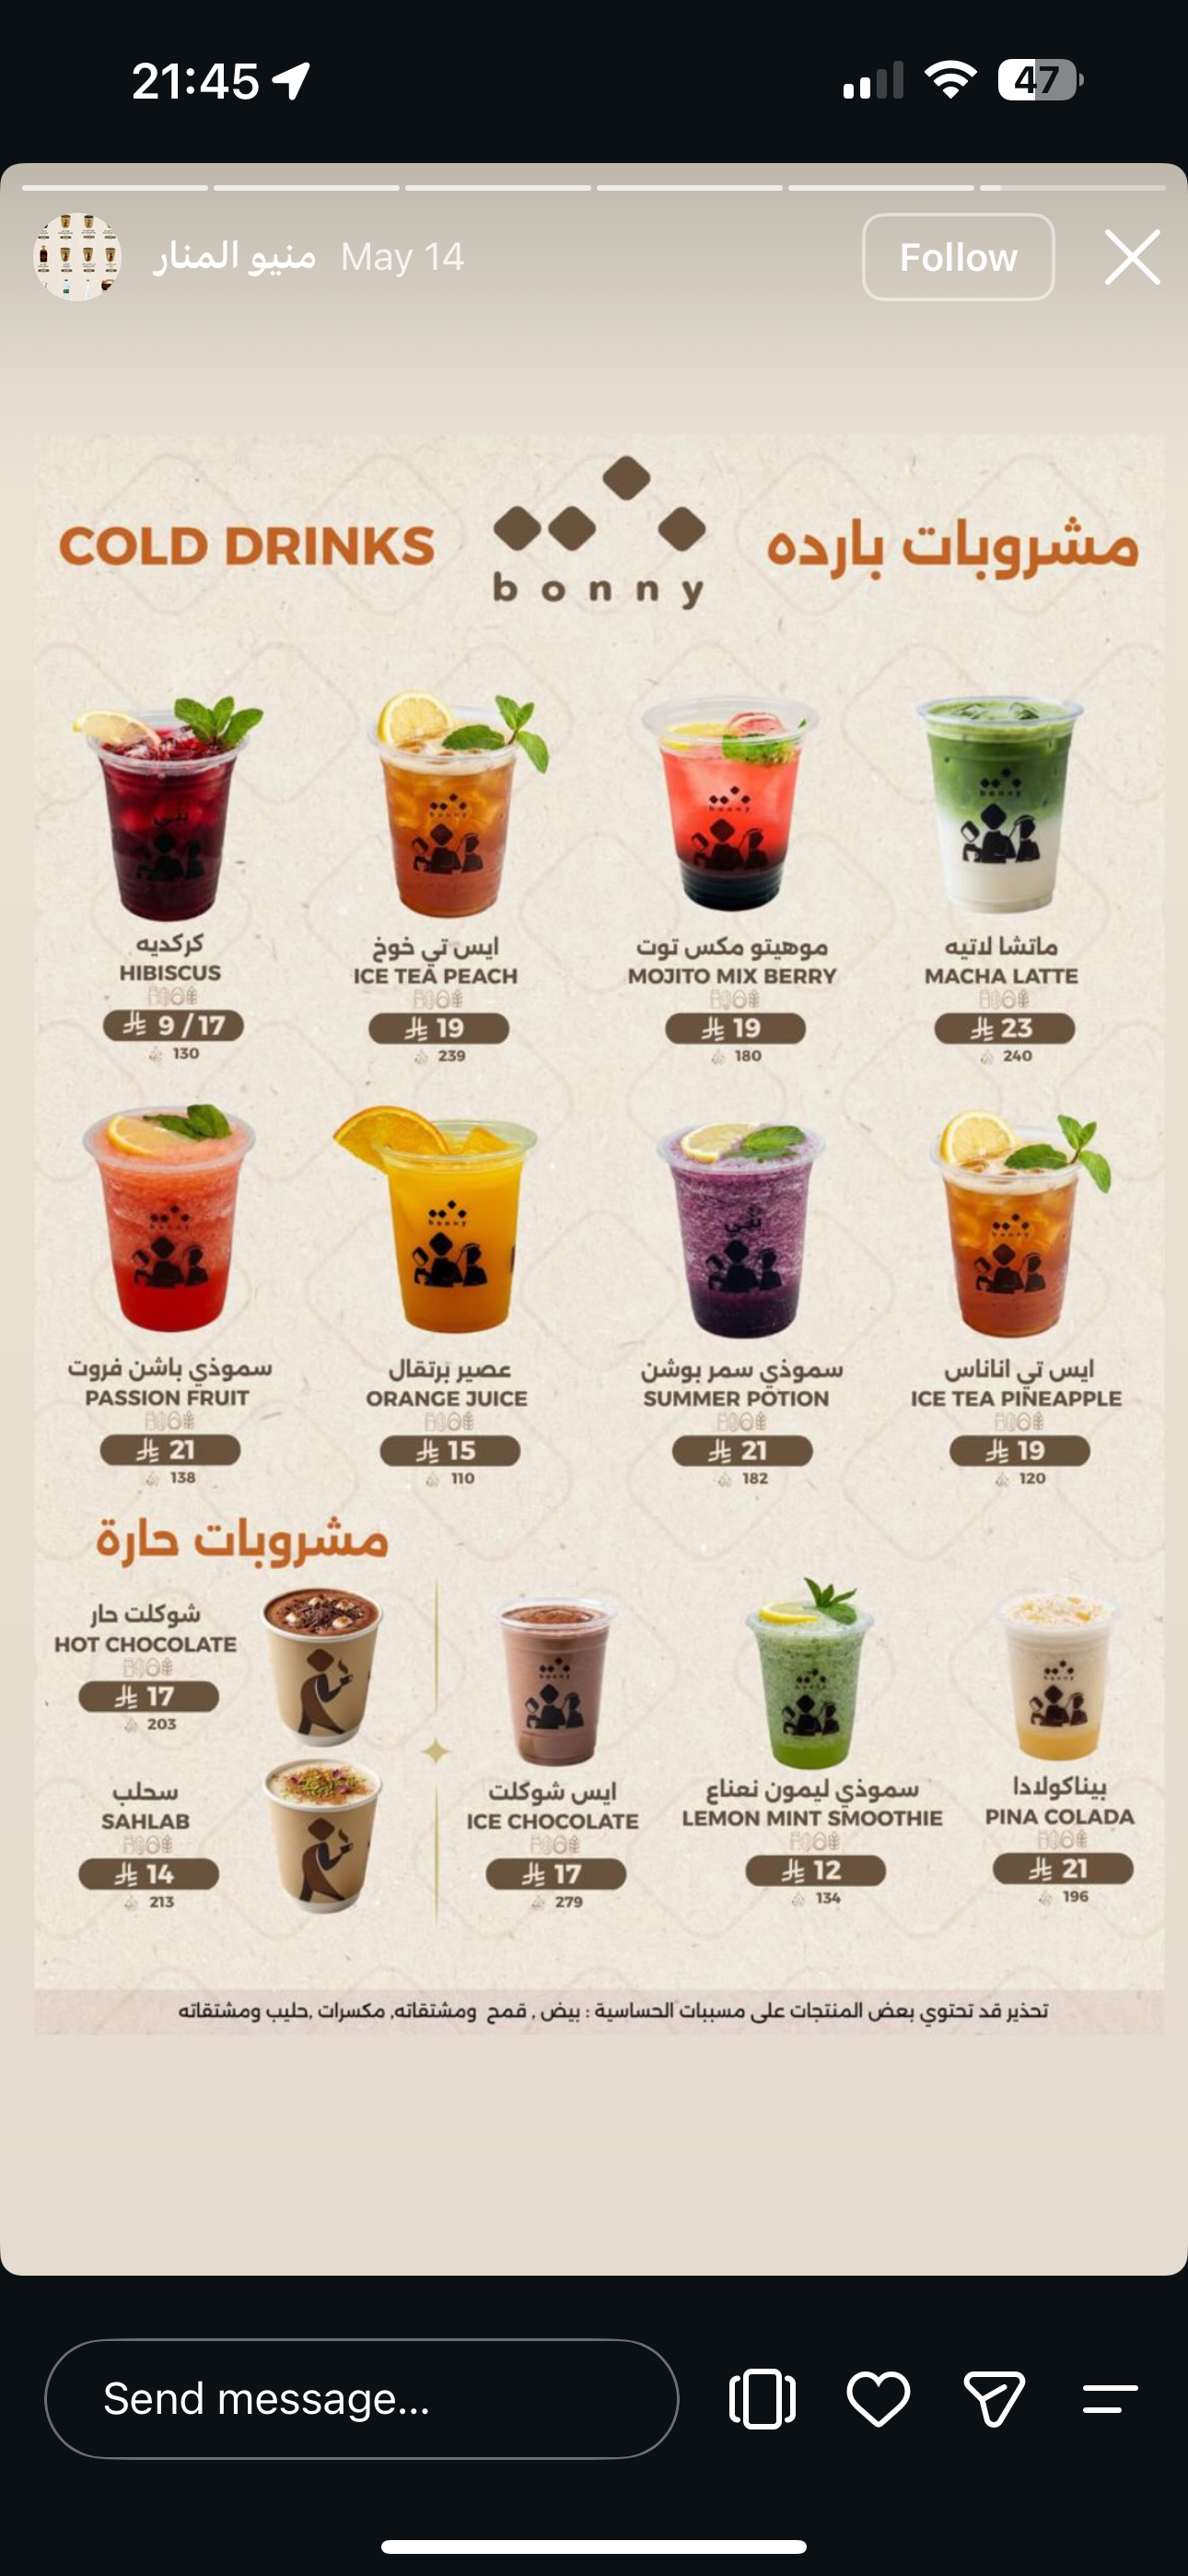 21:45
47
منيو المنار May 14
Follow
COLD DRINKS
bonny
مشروبات بارده
كركديه
HIBISCUS
9 / 17
130
ايس تي خوخ
ICE TEA PEACH
19
239
موهيتو مكس توت
MOJITO MIX BERRY
19
180
ماتشا لاتيه
MACHA LATTE
23
240
سموذي باشن فروت
PASSION FRUIT
21
138
عصير برتقال
ORANGE JUICE
15
110
سموذي سمر بوشن
SUMMER POTION
21
182
ايس تي اناناس
ICE TEA PINEAPPLE
19
120
مشروبات حارة
شوكلت حار
HOT CHOCOLATE
17
203
سحلب
SAHLAB
14
213
ايس شوكلت
ICE CHOCOLATE
17
279
سموذي ليمون نعناع
LEMON MINT SMOOTHIE
12
134
بيناكولادا
PINA COLADA
21
196
تحذير قد تحتوي بعض المنتجات على مسببات الحساسية : بيض , قمح ومشتقاته, مكسرات ,حليب ومشتقاته
Send message...